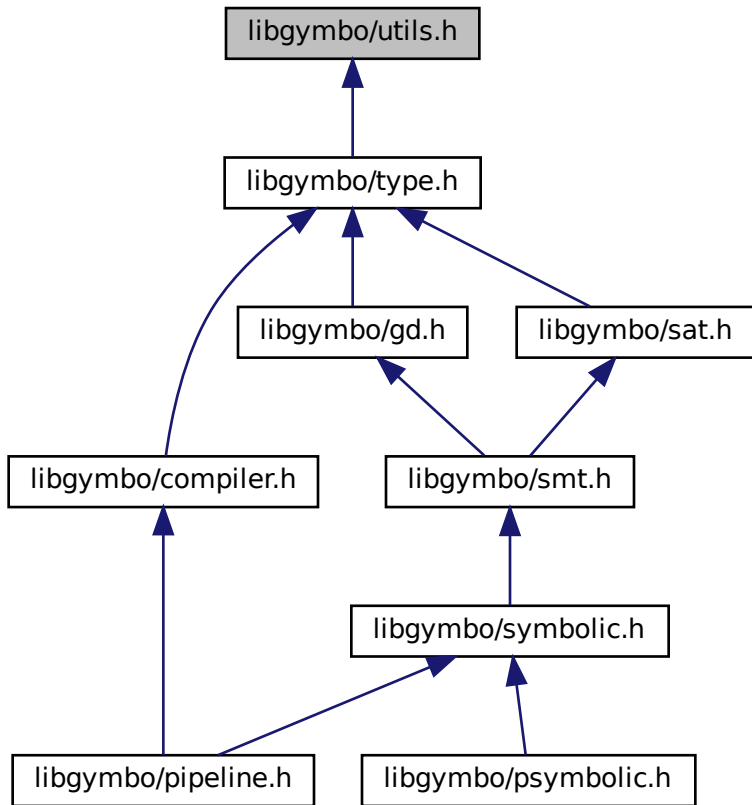 libgymbo/utils.h
libgymbo/type.h
libgymbo/gd.h
libgymbo/sat.h
libgymbo/compiler.h
libgymbo/smt.h
libgymbo/symbolic.h
libgymbo/pipeline.h
libgymbo/psymbolic.h